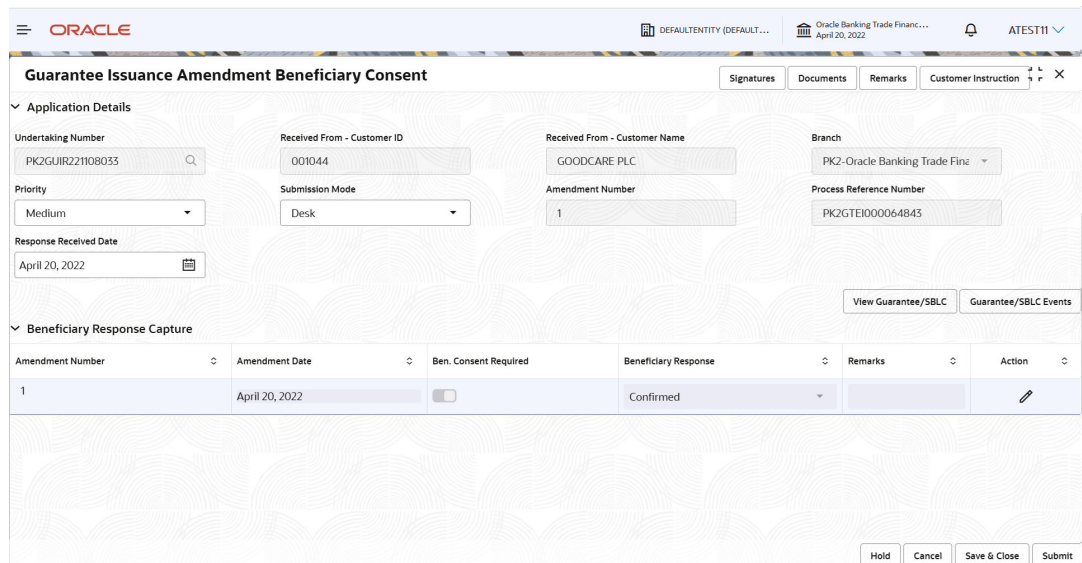 ORACLE
DEFAULTENTITY (DEFAULT...
Oracle Banking Trade Financ...
April 20, 2022
ATEST11
Guarantee Issuance Amendment Beneficiary Consent
Signatures Documents Remarks Customer Instruction
Application Details
Undertaking Number Received From - Customer ID Received From - Customer Name Branch
PK2GUIR221108033 001044 GOODCARE PLC PK2-Oracle Banking Trade Fina
Priority Submission Mode Amendment Number Process Reference Number
Medium Desk 1 PK2GTEI000064843
Response Received Date
April 20, 2022
View Guarantee/SBLC Guarantee/SBLC Events
Beneficiary Response Capture
Amendment Number Amendment Date Ben. Consent Required Beneficiary Response Remarks Action
1 April 20, 2022 Confirmed
Hold Cancel Save & Close Submit